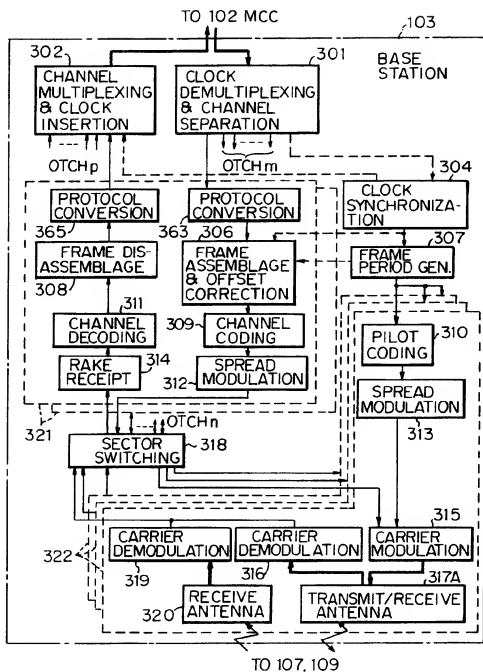 TO 102 MCC
103
302
301
CHANNEL
MULTIPLEXING
& CLOCK
INSERTION
CLOCK
DEMULTIPLEXING
& CHANNEL
SEPARATION
BASE
STATION
OTCHp
OTCHm
304
CLOCK
SYNCHRONIZA-
TION
PROTOCOL
CONVERSION
365
PROTOCOL
CONVERSION
363
306
307
FRAME
PERIOD GEN.
FRAME DIS-
ASSEMBLAGE
308
FRAME
ASSEMBLAGE
& OFFSET
CORRECTION
311
309
310
CHANNEL
DECODING
CHANNEL
CODING
PILOT
CODING
314
RAKE
RECEIPT
312
SPREAD
MODULATION
SPREAD
MODULATION
313
321
OTCHn
318
SECTOR
SWITCHING
322
315
CARRIER
DEMODULATION
319
CARRIER
DEMODULATION
316
CARRIER
MODULATION
317A
RECEIVE
ANTENNA
320
TRANSMIT/RECEIVE
ANTENNA
TO 107, 109